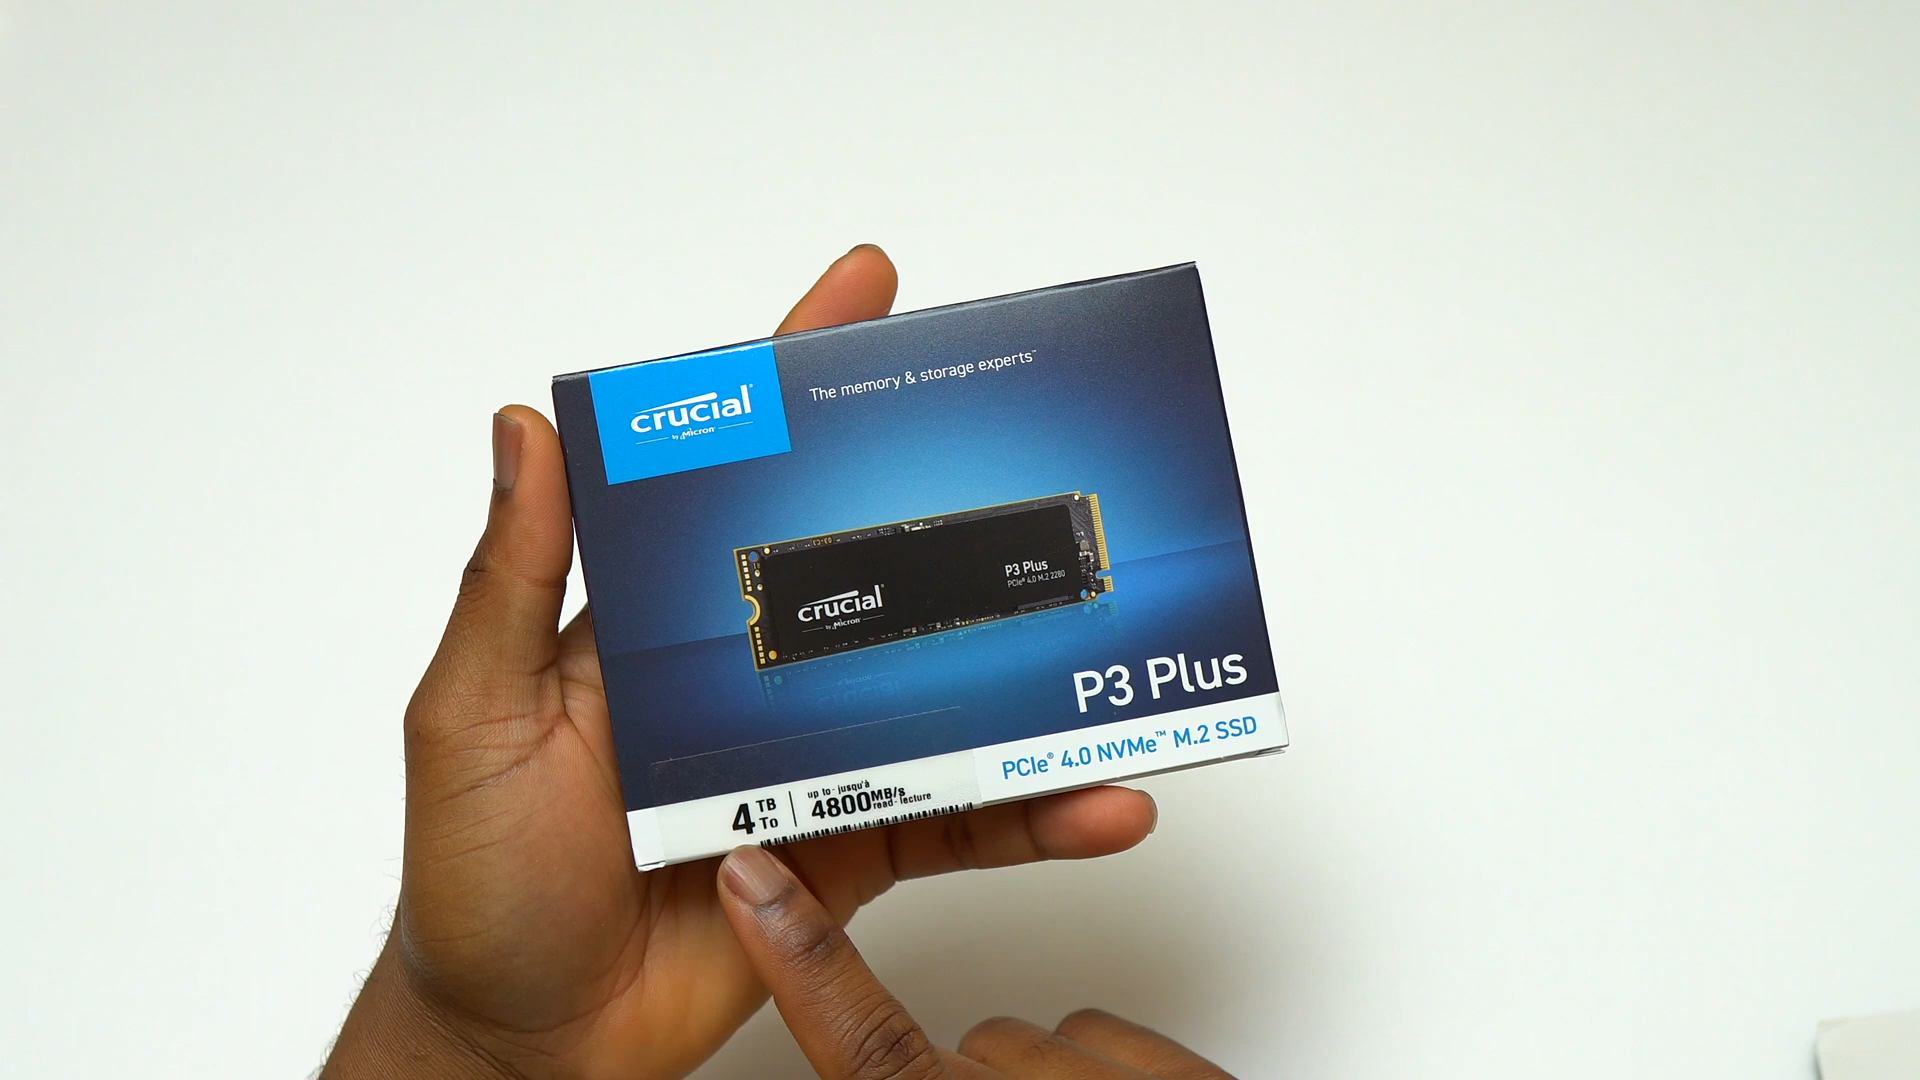 crucial®
by Micron®
The memory & storage experts™
P3 Plus
PCIe® 4.0 M.2 2280
crucial®
by Micron®
P3 Plus
PCIe® 4.0 NVMe™ M.2 SSD
4 TB To
up to - jusqu'à
4800MB/s
read - lecture